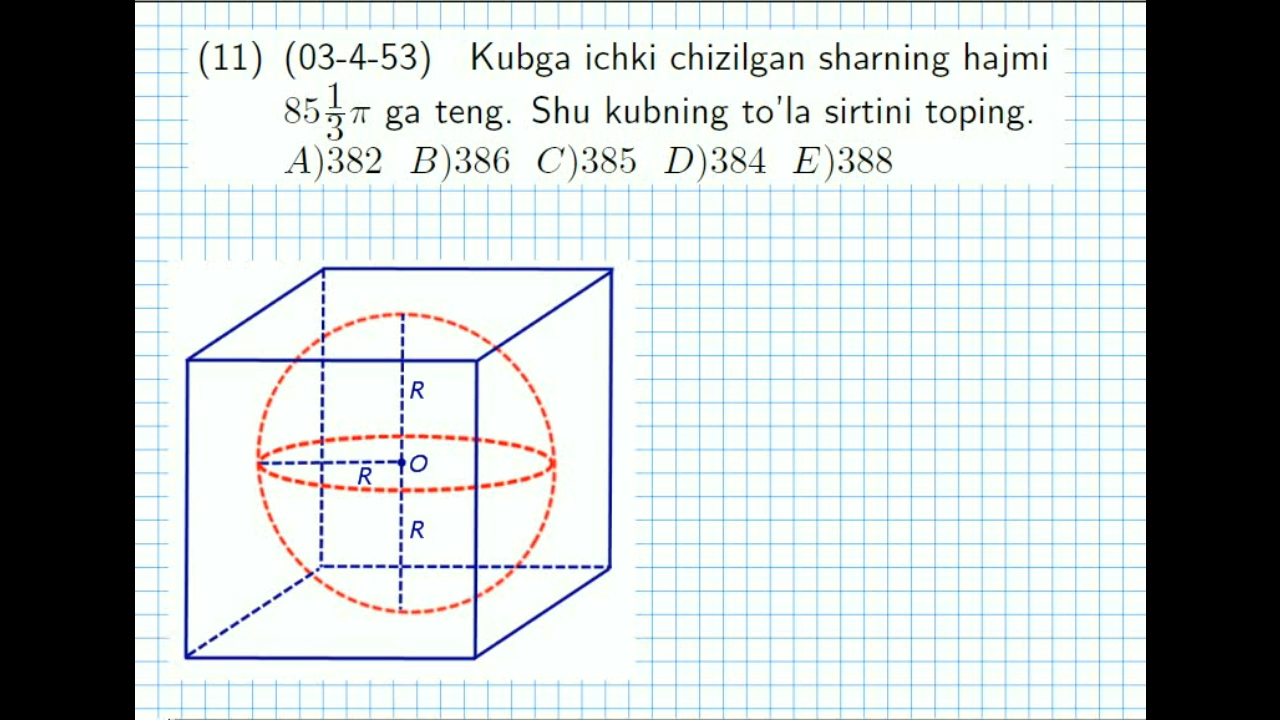 (11) (03-4-53) Kubga ichki chizilgan sharning hajmi
85 1/3 π ga teng. Shu kubning to'la sirtini toping.
A)382 B)386 C)385 D)384 E)388
R
O
R
R